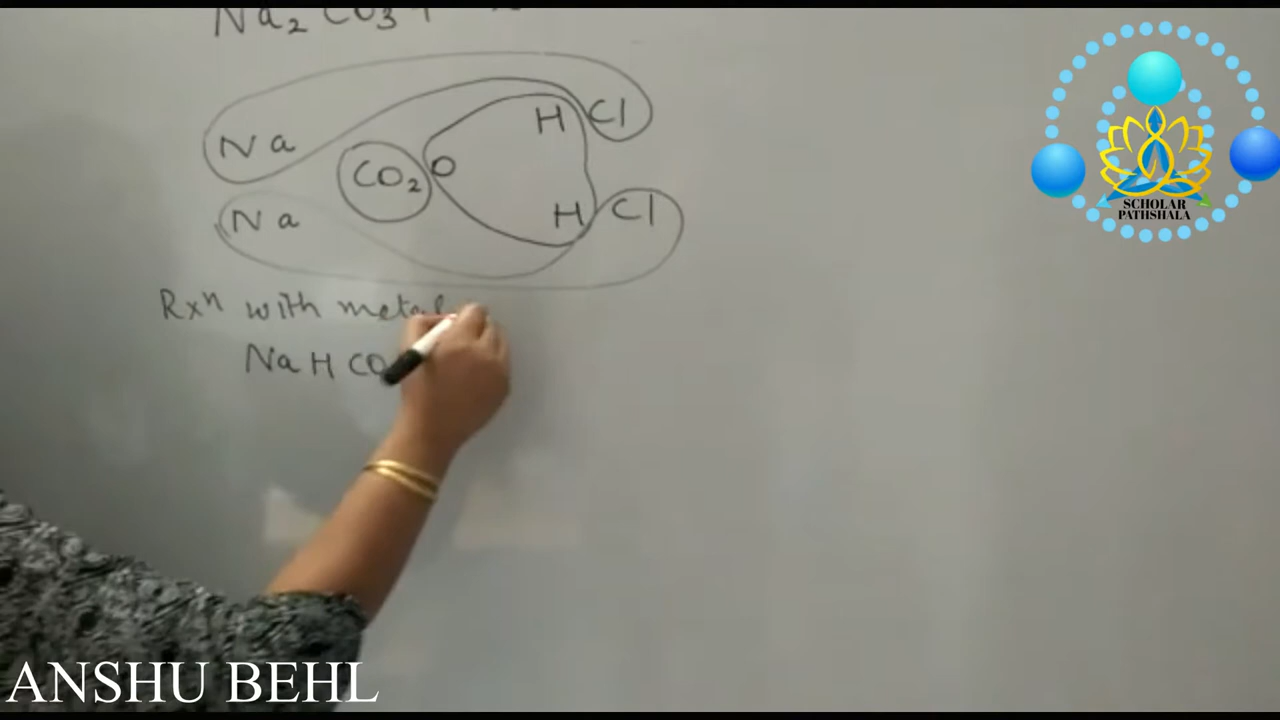 Na2 CO3 +
Na CO2 O H Cl
Na H Cl
Rxn with metal
Na H CO
SCHOLAR
PATHSHALA
ANSHU BEHL